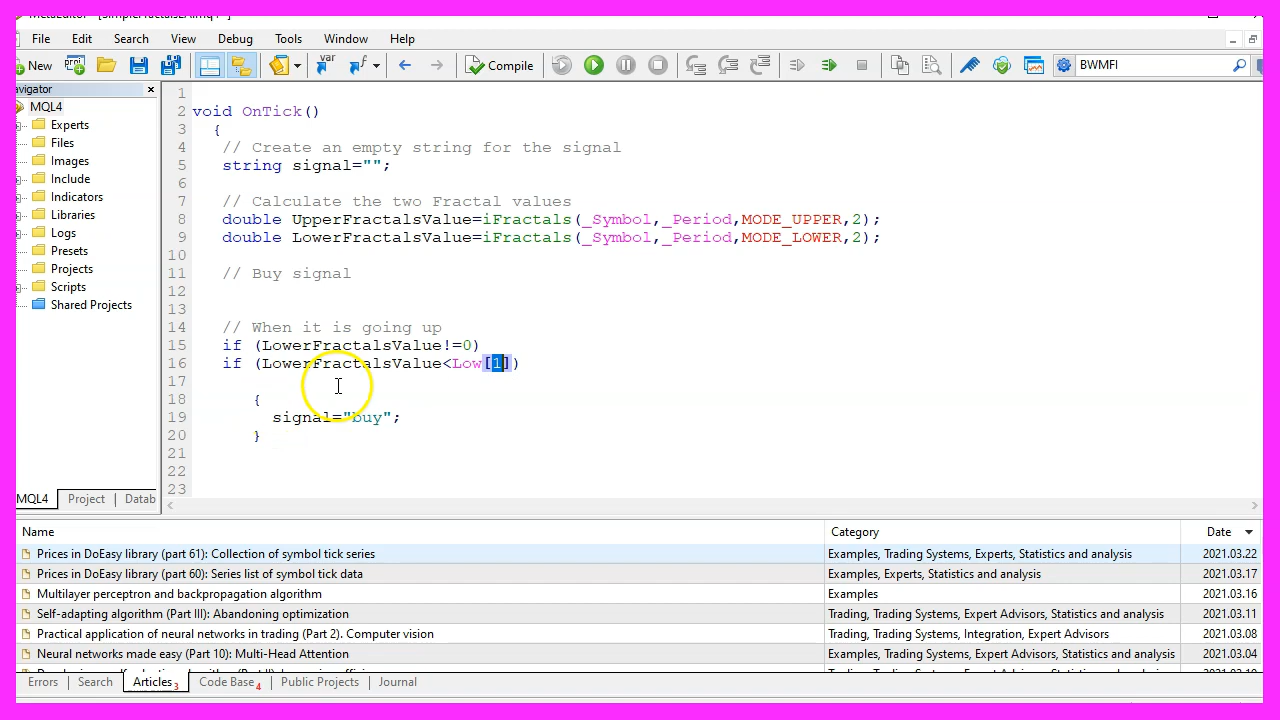 MetaEditor - [SimpleFractalsEA.mq4 *]
File Edit Search View Debug Tools Window Help
New Compile BWMFI
avigator
MQL4
Experts
Files
Images
Include
Indicators
Libraries
Logs
Presets
Projects
Scripts
Shared Projects
MQL4 Project Datab
1
2 void OnTick()
3 {
4 // Create an empty string for the signal
5 string signal="";
6
7 // Calculate the two Fractal values
8 double UpperFractalsValue=iFractals(_Symbol,_Period,MODE_UPPER,2);
9 double LowerFractalsValue=iFractals(_Symbol,_Period,MODE_LOWER,2);
10
11 // Buy signal
12
13
14 // When it is going up
15 if (LowerFractalsValue!=0)
16 if (LowerFractalsValue<Low[1])
17
18 {
19 signal="buy";
20 }
21
22
23
Name Category Date
Prices in DoEasy library (part 61): Collection of symbol tick series Examples, Trading Systems, Experts, Statistics and analysis 2021.03.22
Prices in DoEasy library (part 60): Series list of symbol tick data Examples, Experts, Statistics and analysis 2021.03.17
Multilayer perceptron and backpropagation algorithm Examples 2021.03.16
Self-adapting algorithm (Part III): Abandoning optimization Trading, Trading Systems, Expert Advisors, Statistics and analysis 2021.03.11
Practical application of neural networks in trading (Part 2). Computer vision Trading, Trading Systems, Integration, Expert Advisors 2021.03.08
Neural networks made easy (Part 10): Multi-Head Attention Examples, Trading Systems, Expert Advisors, Statistics and analysis 2021.03.04
Errors Search Articles 3 Code Base 4 Public Projects Journal